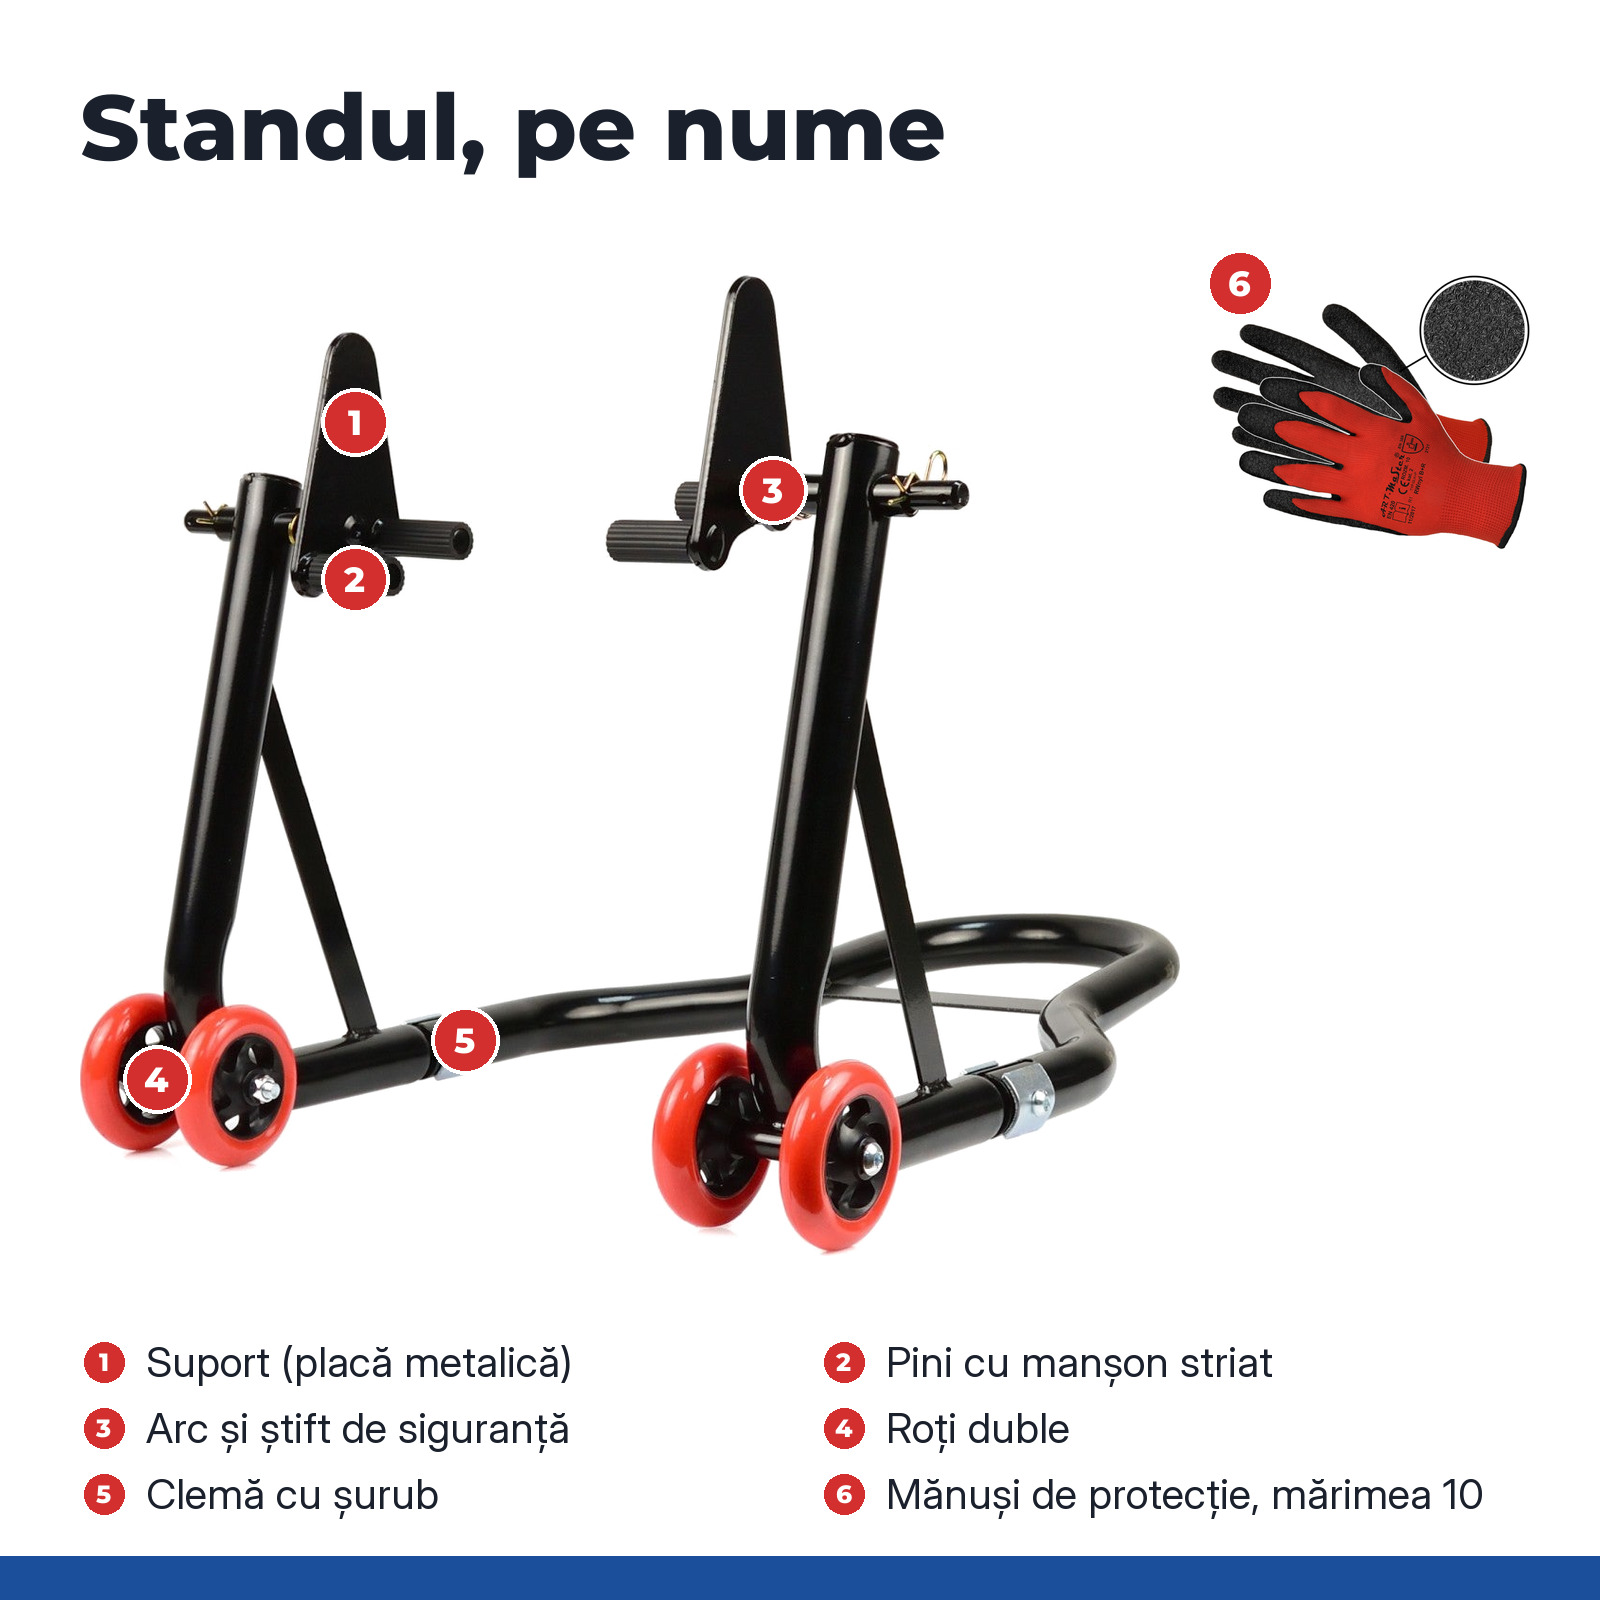 Standul, pe nume
6
1
3
2
5
4
1 Suport (placă metalică)
2 Pini cu manșon striat
3 Arc și știft de siguranță
4 Roți duble
5 Clemă cu șurub
6 Mănuși de protecție, mărimea 10